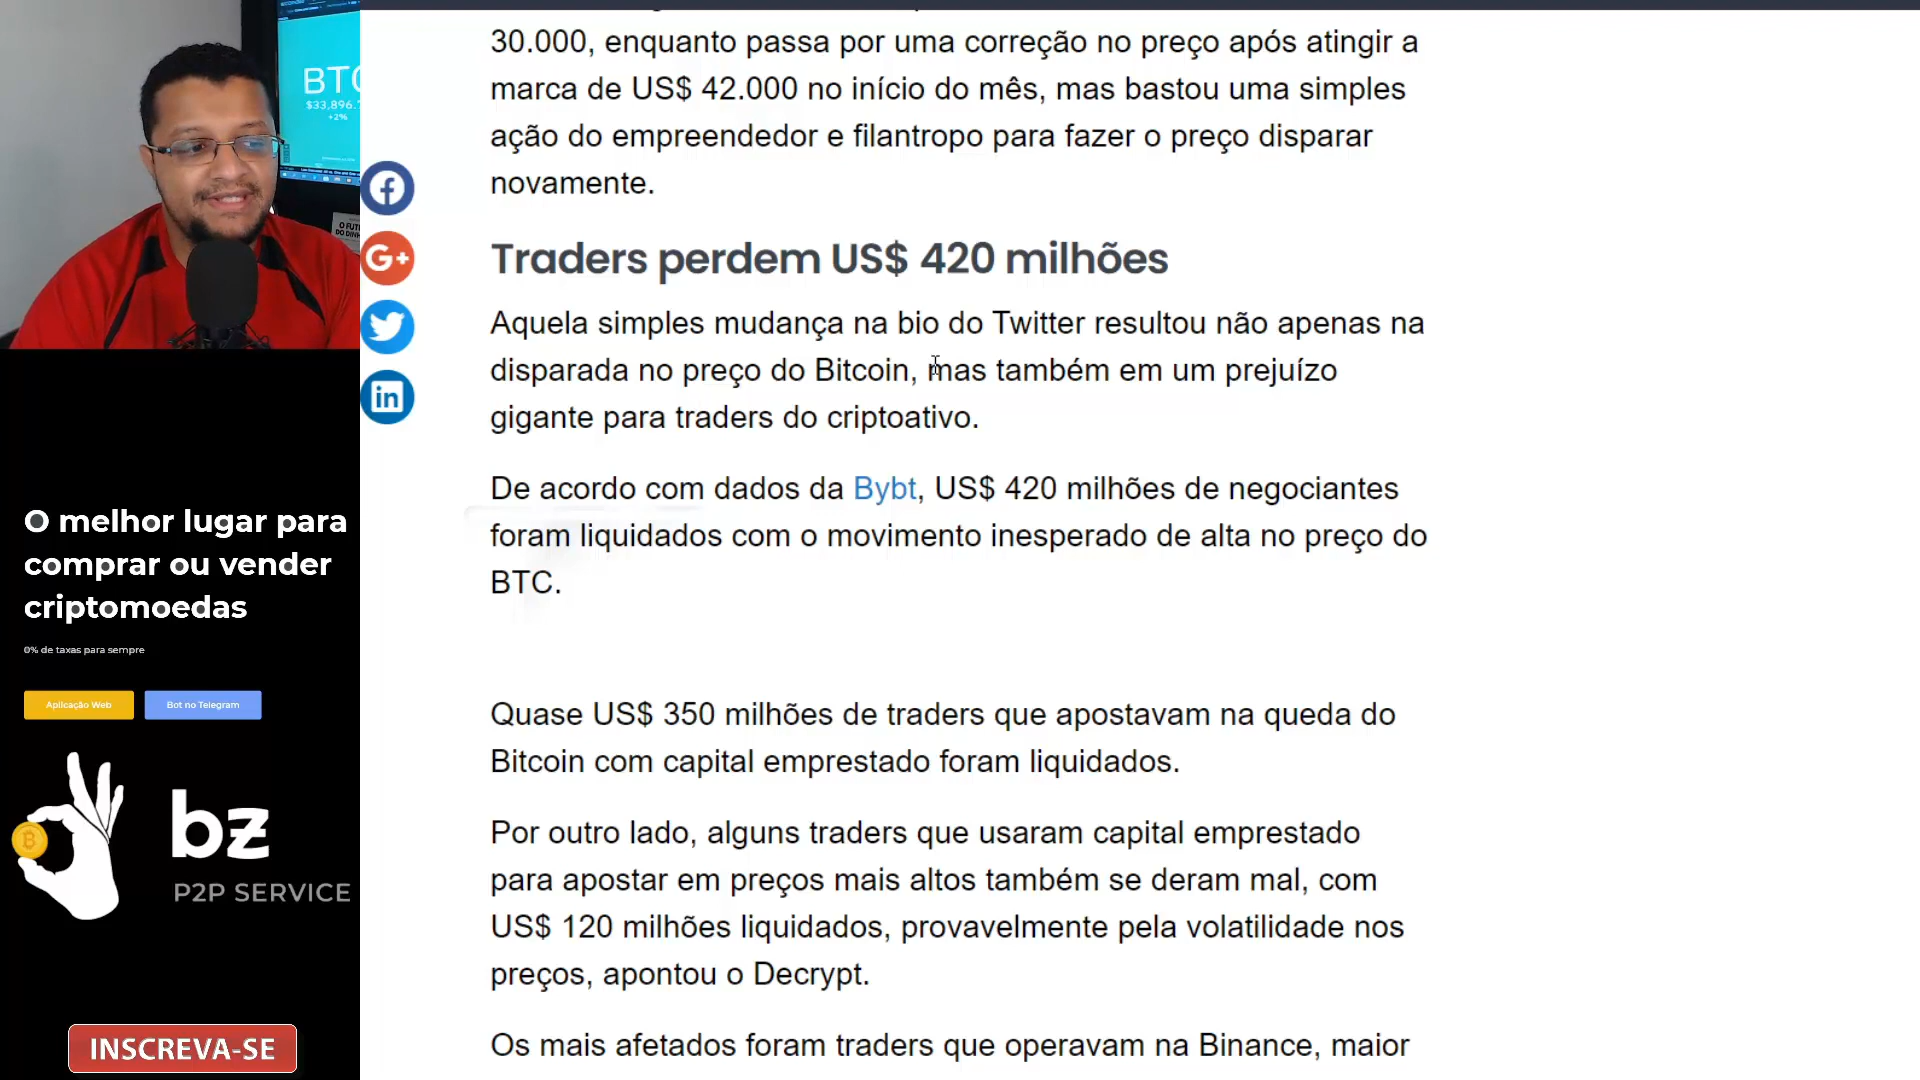 BTC
$33,896.
+2%
O FUT
DO DINH
30.000, enquanto passa por uma correção no preço após atingir a
marca de US$ 42.000 no início do mês, mas bastou uma simples
ação do empreendedor e filantropo para fazer o preço disparar
novamente.
Traders perdem US$ 420 milhões
Aquela simples mudança na bio do Twitter resultou não apenas na
disparada no preço do Bitcoin, mas também em um prejuízo
gigante para traders do criptoativo.
De acordo com dados da Bybt, US$ 420 milhões de negociantes
foram liquidados com o movimento inesperado de alta no preço do
BTC.
Quase US$ 350 milhões de traders que apostavam na queda do
Bitcoin com capital emprestado foram liquidados.
Por outro lado, alguns traders que usaram capital emprestado
para apostar em preços mais altos também se deram mal, com
US$ 120 milhões liquidados, provavelmente pela volatilidade nos
preços, apontou o Decrypt.
Os mais afetados foram traders que operavam na Binance, maior
G+
in
O melhor lugar para
comprar ou vender
criptomoedas
0% de taxas para sempre
Aplicação Web
Bot no Telegram
bz
P2P SERVICE
INSCREVA-SE